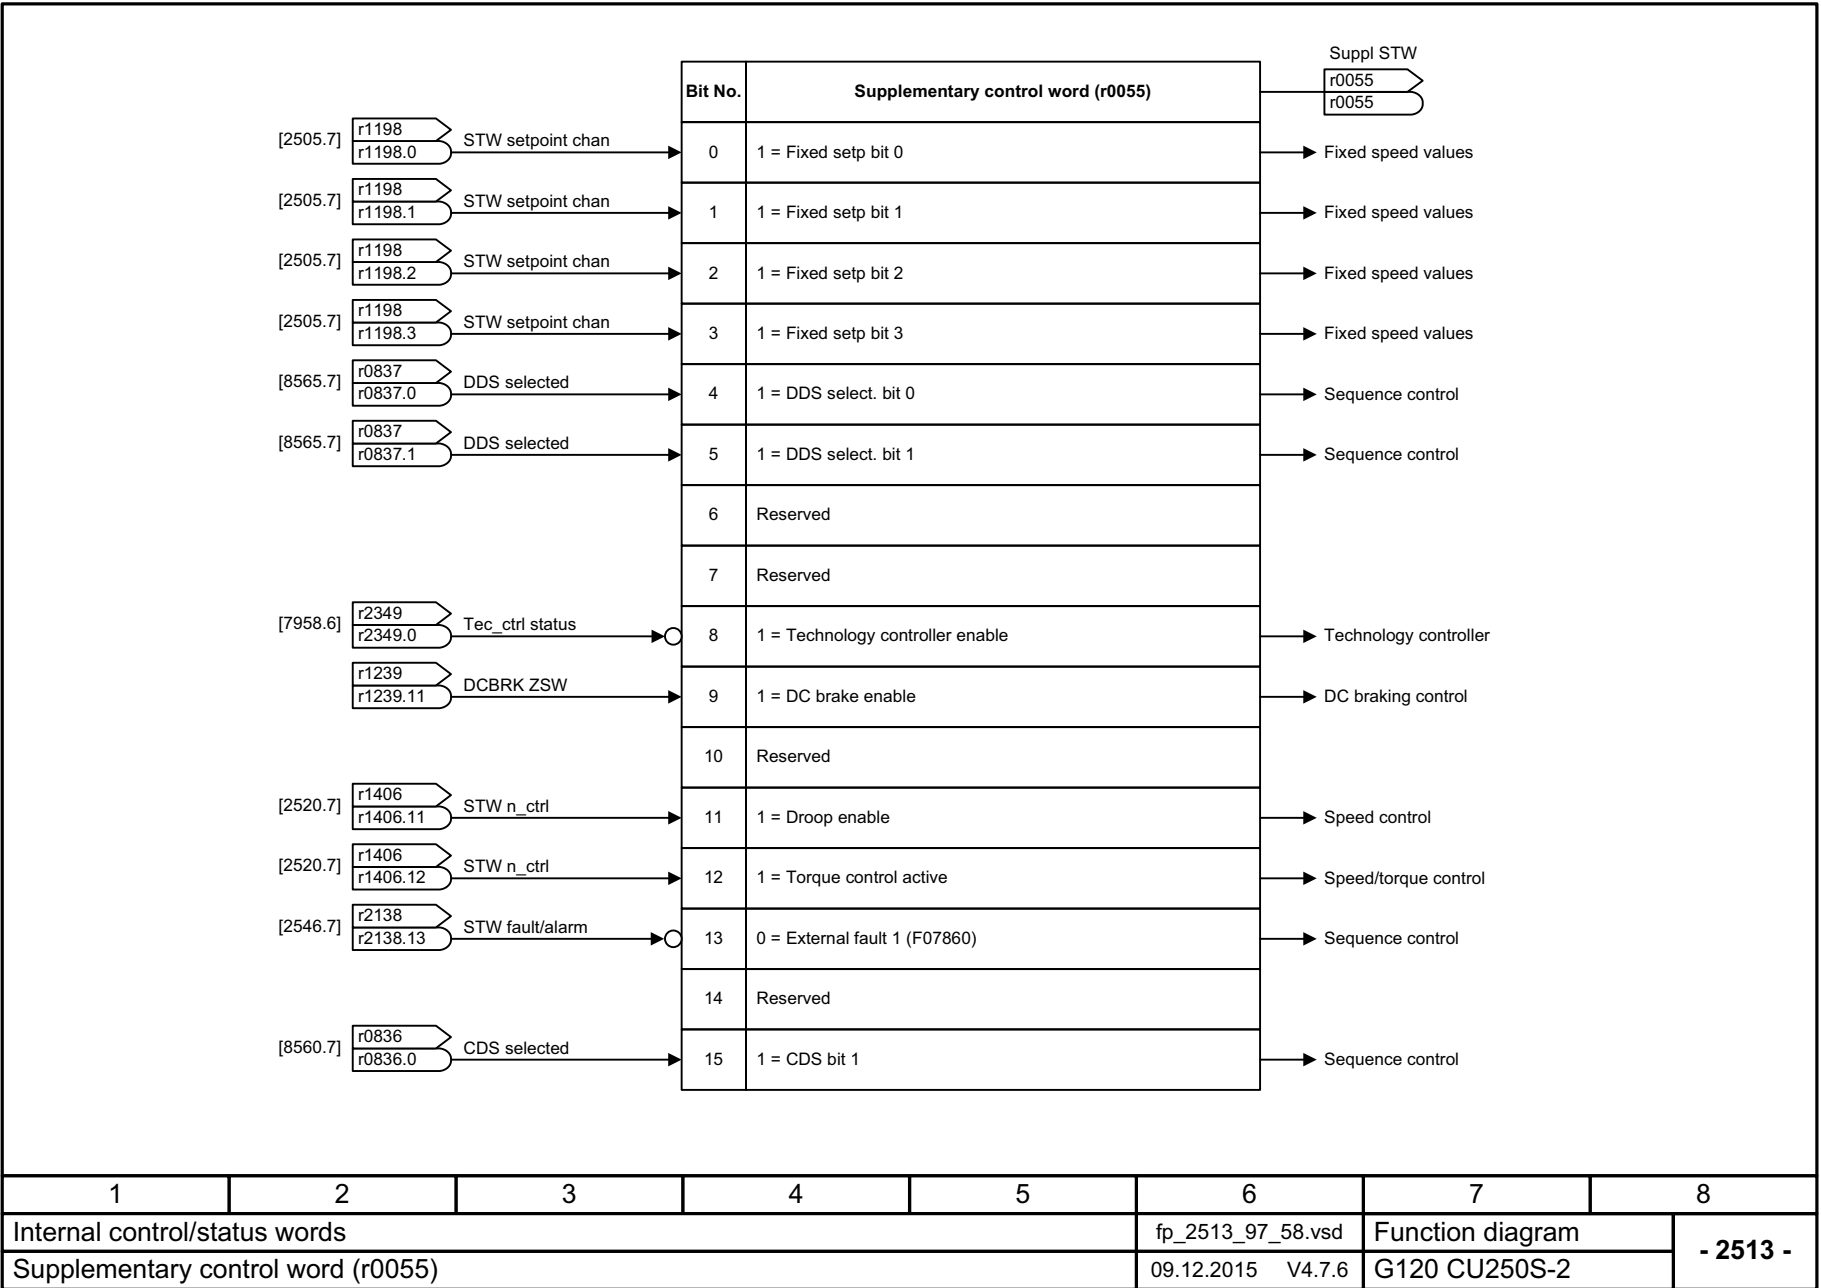 Suppl STW
Bit No. Supplementary control word (r0055) r0055
r0055
[2505.7] r1198 STW setpoint chan
r1198.0 0 1 = Fixed setp bit 0 Fixed speed values
[2505.7] r1198 STW setpoint chan
r1198.1 1 1 = Fixed setp bit 1 Fixed speed values
[2505.7] r1198 STW setpoint chan
r1198.2 2 1 = Fixed setp bit 2 Fixed speed values
[2505.7] r1198 STW setpoint chan
r1198.3 3 1 = Fixed setp bit 3 Fixed speed values
[8565.7] r0837 DDS selected
r0837.0 4 1 = DDS select. bit 0 Sequence control
[8565.7] r0837 DDS selected
r0837.1 5 1 = DDS select. bit 1 Sequence control
6 Reserved
7 Reserved
[7958.6] r2349 Tec_ctrl status
r2349.0 8 1 = Technology controller enable Technology controller
r1239 DCBRK ZSW
r1239.11 9 1 = DC brake enable DC braking control
10 Reserved
[2520.7] r1406 STW n_ctrl
r1406.11 11 1 = Droop enable Speed control
[2520.7] r1406 STW n_ctrl
r1406.12 12 1 = Torque control active Speed/torque control
[2546.7] r2138 STW fault/alarm
r2138.13 13 0 = External fault 1 (F07860) Sequence control
14 Reserved
[8560.7] r0836 CDS selected
r0836.0 15 1 = CDS bit 1 Sequence control
1 2 3 4 5 6 7 8
Internal control/status words fp_2513_97_58.vsd Function diagram - 2513 -
Supplementary control word (r0055) 09.12.2015 V4.7.6 G120 CU250S-2